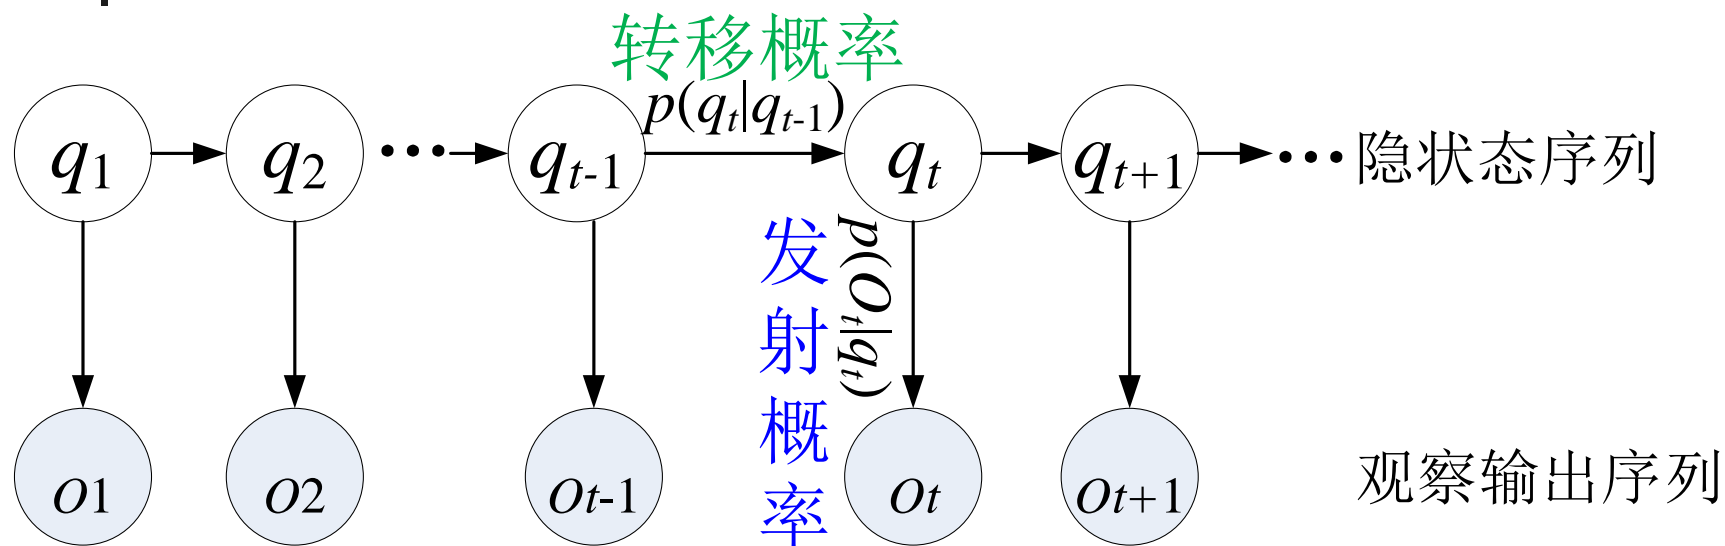 转移概率
p(qₜ|qₜ₋₁)
q₁ q₂ ••• qₜ₋₁ qₜ qₜ₊₁ ••• 隐状态序列
发射概率
p(Oₜ|qₜ)
O1 O2 Ot-1 Ot Ot+1 观察输出序列